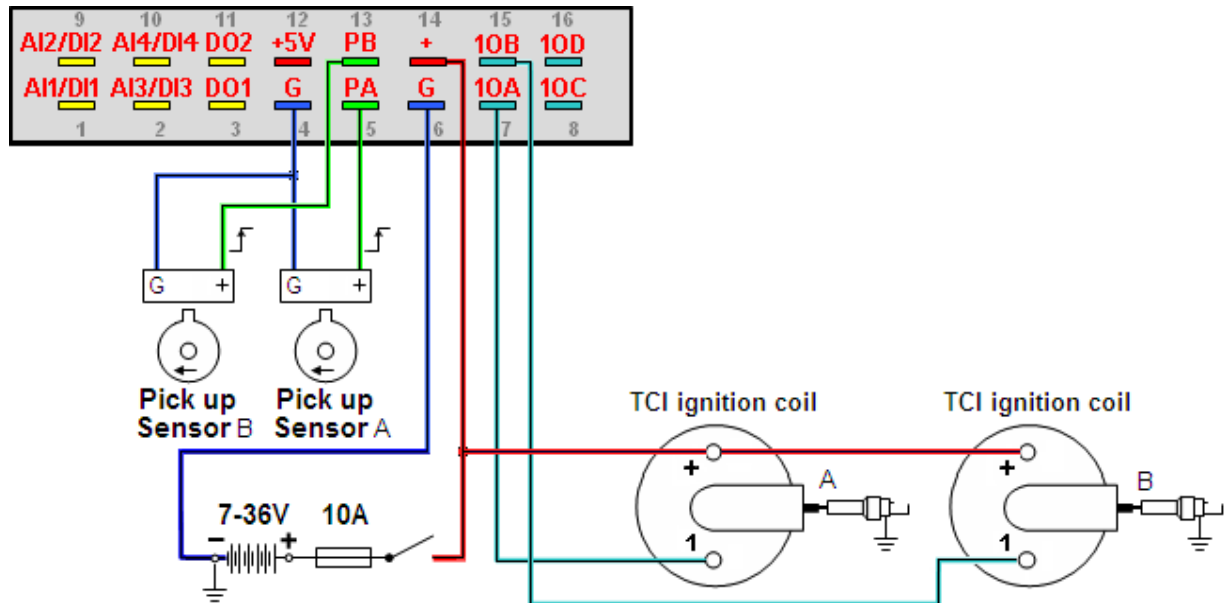 9 10 11 12 13 14 15 16
AI2/DI2 AI4/DI4 DO2 +5V PB + 10B 10D
AI1/DI1 AI3/DI3 DO1 G PA G 10A 10C
1 2 3 4 5 6 7 8
G + G +
Pick up Sensor B
Pick up Sensor A
TCI ignition coil TCI ignition coil
+ A + B
7-36V 10A
- +
1 1